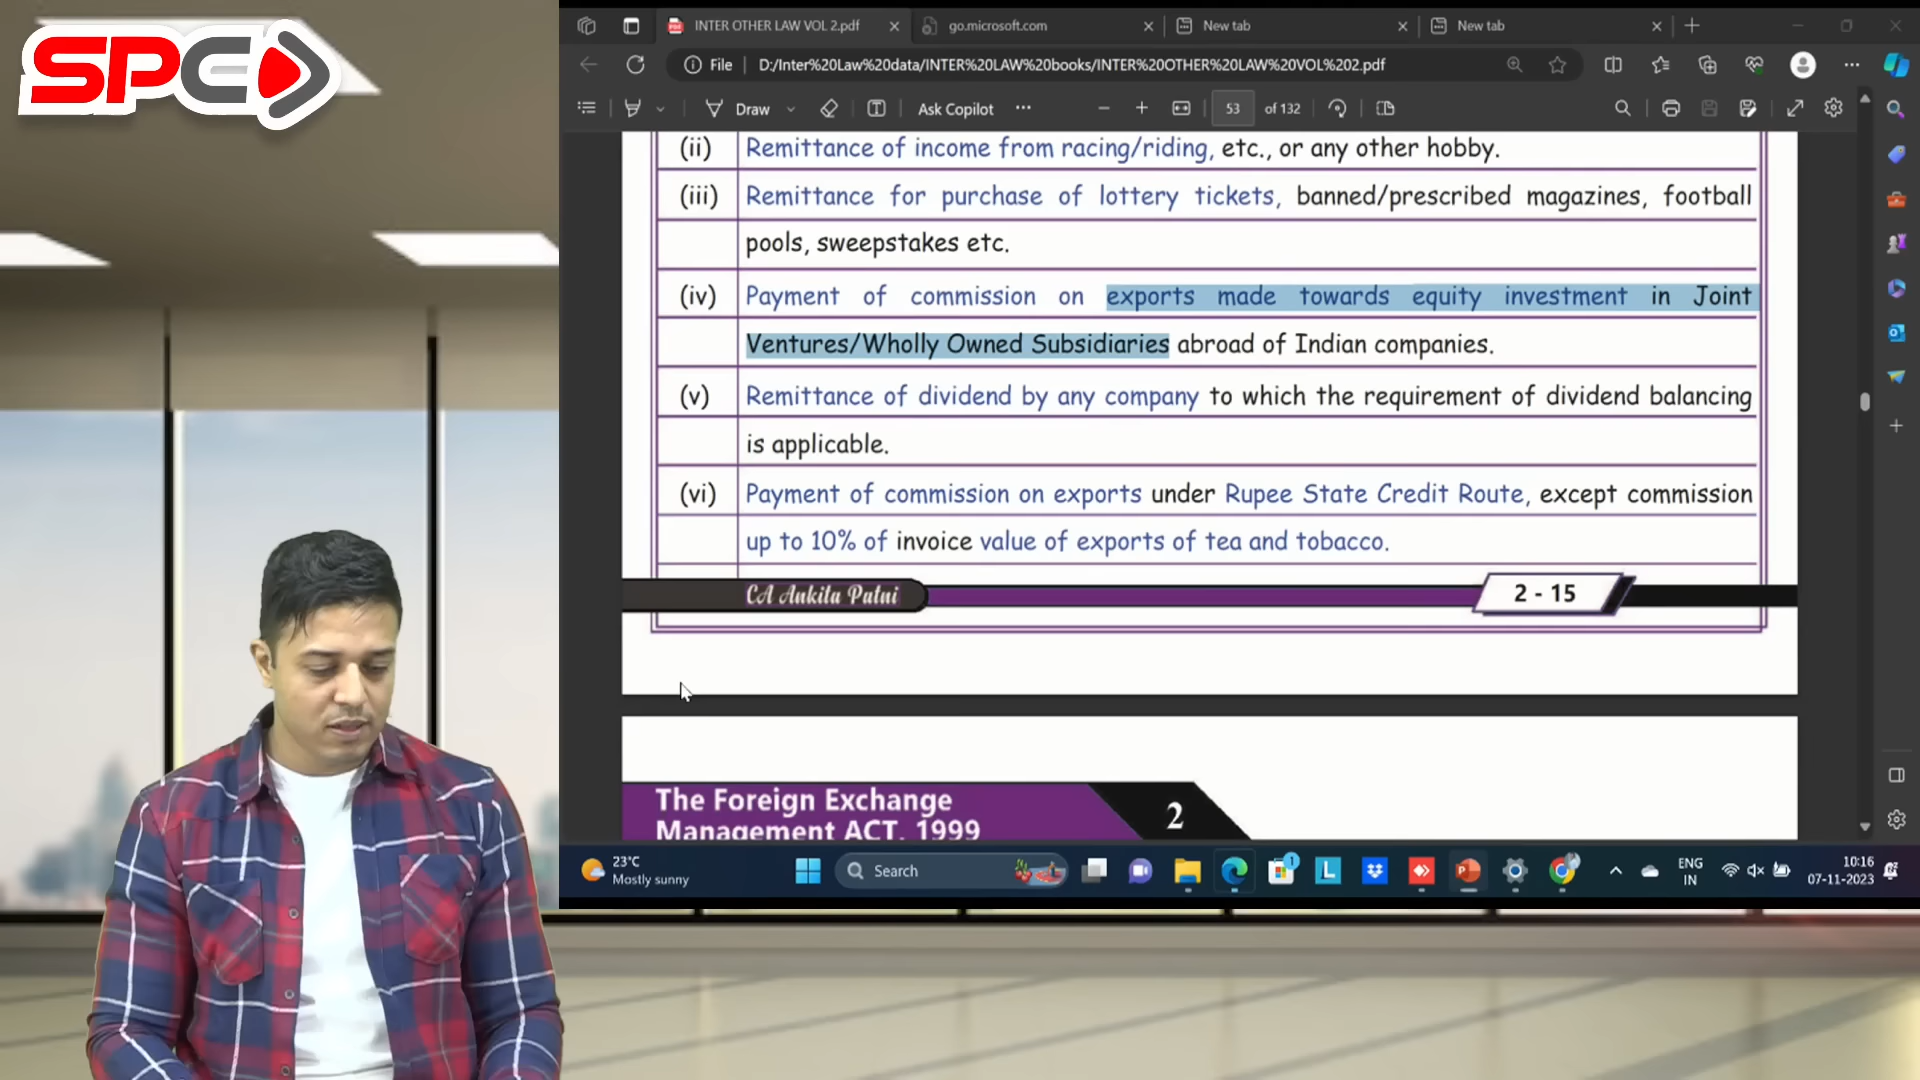 SPC
INTER OTHER LAW VOL 2.pdf
go.microsoft.com
New tab
New tab
File
D:/Inter%20Law%20data/INTER%20LAW%20books/INTER%20OTHER%20LAW%20VOL%202.pdf
Draw
Ask Copilot
53
of 132
(ii) Remittance of income from racing/riding, etc., or any other hobby.
(iii) Remittance for purchase of lottery tickets, banned/prescribed magazines, football
pools, sweepstakes etc.
(iv) Payment of commission on exports made towards equity investment in Joint
Ventures/Wholly Owned Subsidiaries abroad of Indian companies.
(v) Remittance of dividend by any company to which the requirement of dividend balancing
is applicable.
(vi) Payment of commission on exports under Rupee State Credit Route, except commission
up to 10% of invoice value of exports of tea and tobacco.
CA Ankita Patni
2 - 15
The Foreign Exchange
Management ACT, 1999
2
23°C
Mostly sunny
Search
1
L
ENG
IN
10:16
07-11-2023